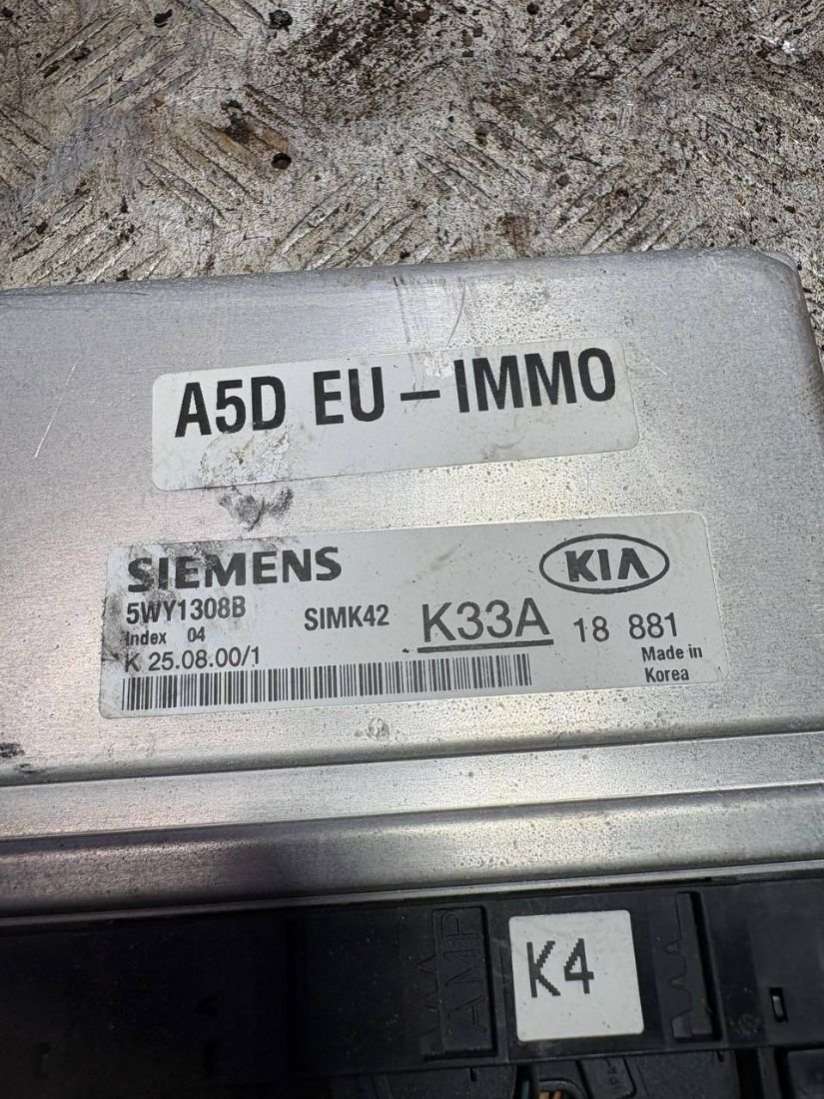 A5D EU – IMMO
SIEMENS
KIA
5WY1308B
SIMK42
K33A
18 881
Index 04
K 25.08.00/1
Made in
Korea
AMP
K4